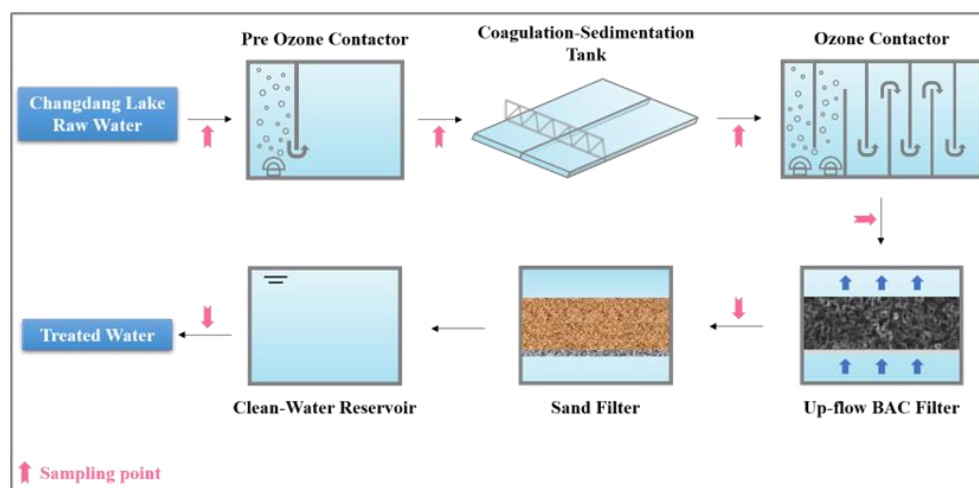 Pre Ozone Contactor
Coagulation-Sedimentation
Tank
Ozone Contactor
Changdang Lake
Raw Water
Treated Water
Clean-Water Reservoir
Sand Filter
Up-flow BAC Filter
Sampling point